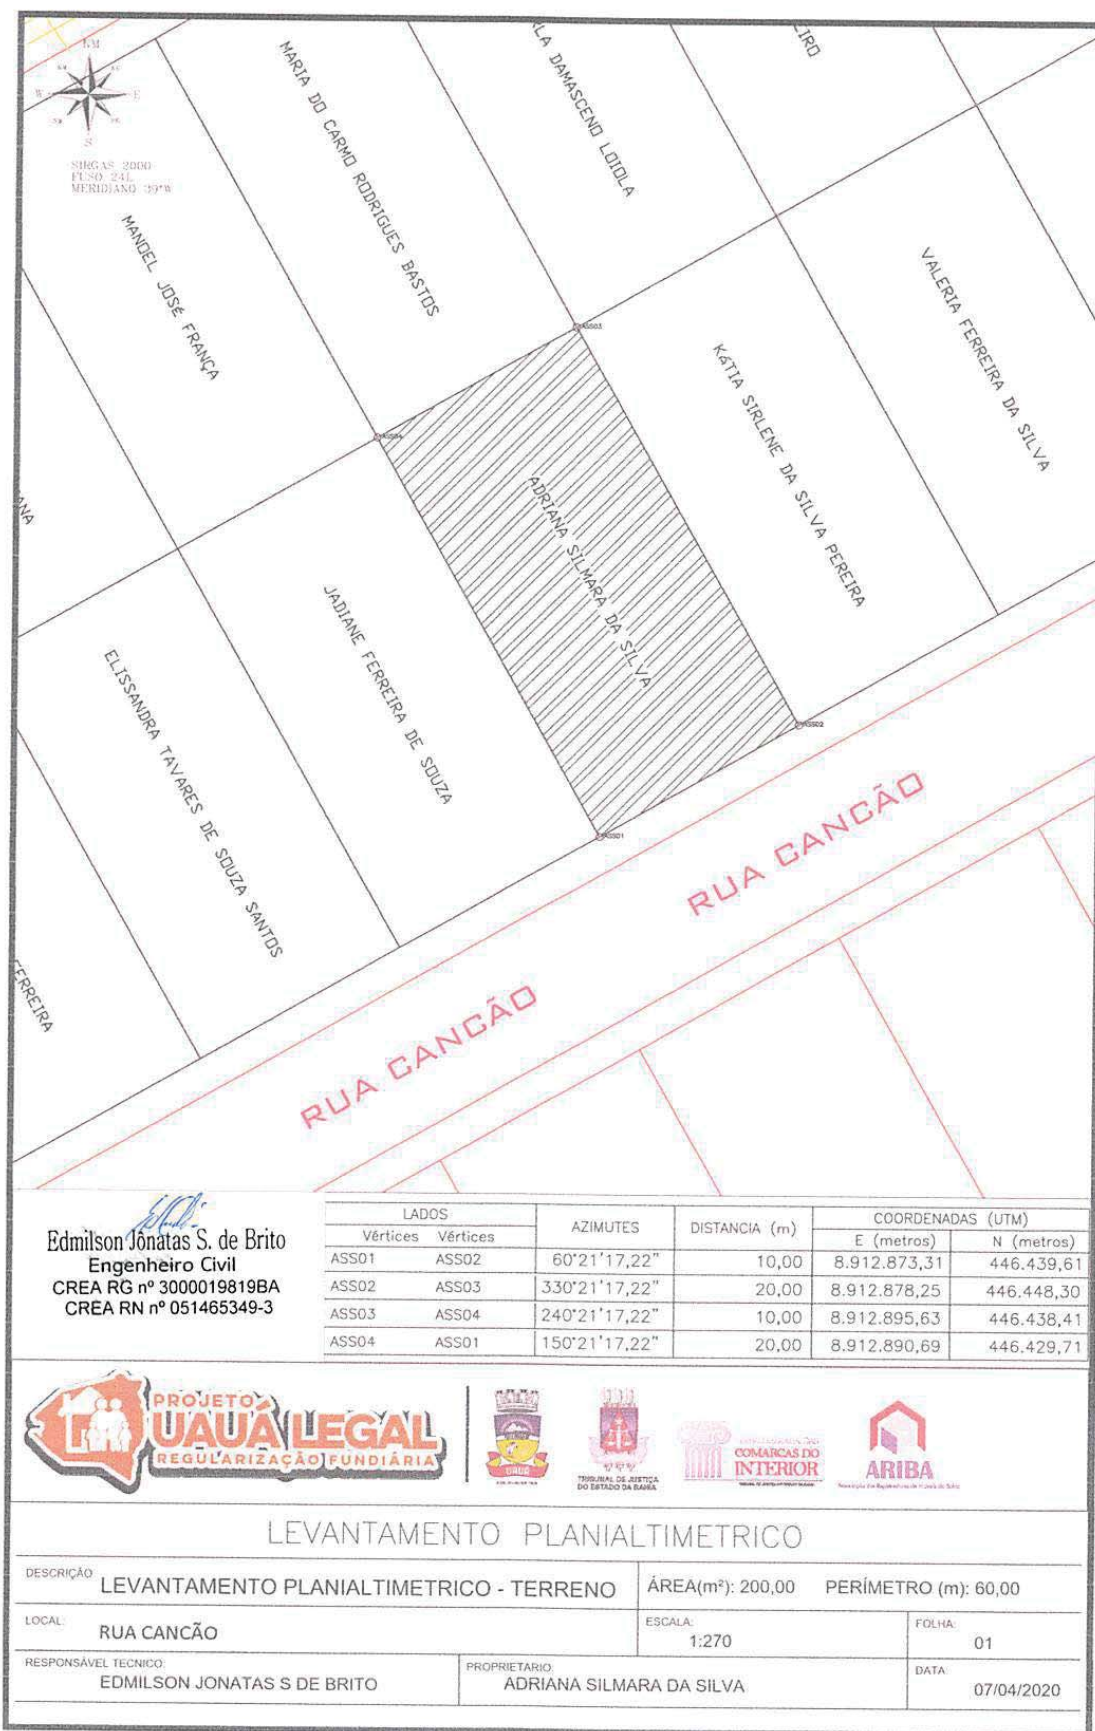 SIRGAS 2000
FUSO 24L
MERIDIANO 39°W
W
E
S
MANOEL JOSÉ FRANÇA
MARIA DO CARMO RODRIGUES BASTOS
DAMASCENO LOIOLA
VALERIA FERREIRA DA SILVA
KÁTIA SIRLENE DA SILVA PEREIRA
ADRIANA SILMARA DA SILVA
JADIANE FERREIRA DE SOUZA
ELISSANDRA TAVARES DE SOUZA SANTOS
FERREIRA
ASS03
ASS04
ASS02
ASS01
RUA CANCÃO
RUA CANCÃO
Edmilson Jônatas S. de Brito
Engenheiro Civil
CREA RG nº 3000019819BA
CREA RN nº 051465349-3
LADOS AZIMUTES DISTANCIA (m) COORDENADAS (UTM)
Vértices Vértices E (metros) N (metros)
ASS01 ASS02 60°21'17,22" 10,00 8.912.873,31 446.439,61
ASS02 ASS03 330°21'17,22" 20,00 8.912.878,25 446.448,30
ASS03 ASS04 240°21'17,22" 10,00 8.912.895,63 446.438,41
ASS04 ASS01 150°21'17,22" 20,00 8.912.890,69 446.429,71
PROJETO
UAUÁ LEGAL
REGULARIZAÇÃO FUNDIÁRIA
UAUÁ
TRIBUNAL DE JUSTIÇA
DO ESTADO DA BAHIA
COMARCAS DO
INTERIOR
ARIBA
LEVANTAMENTO PLANIALTIMETRICO
DESCRIÇÃO
LEVANTAMENTO PLANIALTIMETRICO - TERRENO
ÁREA(m²): 200,00 PERÍMETRO (m): 60,00
LOCAL:
RUA CANCÃO
ESCALA:
1:270
FOLHA:
01
RESPONSÁVEL TECNICO:
EDMILSON JONATAS S DE BRITO
PROPRIETARIO:
ADRIANA SILMARA DA SILVA
DATA:
07/04/2020